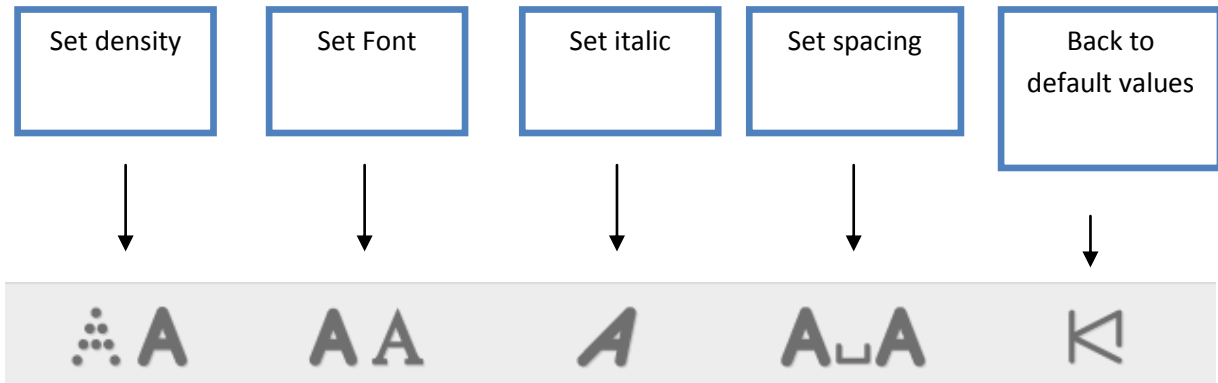 Set density
Set Font
Set italic
Set spacing
Back to
default values
A A
A A
A
A␣A